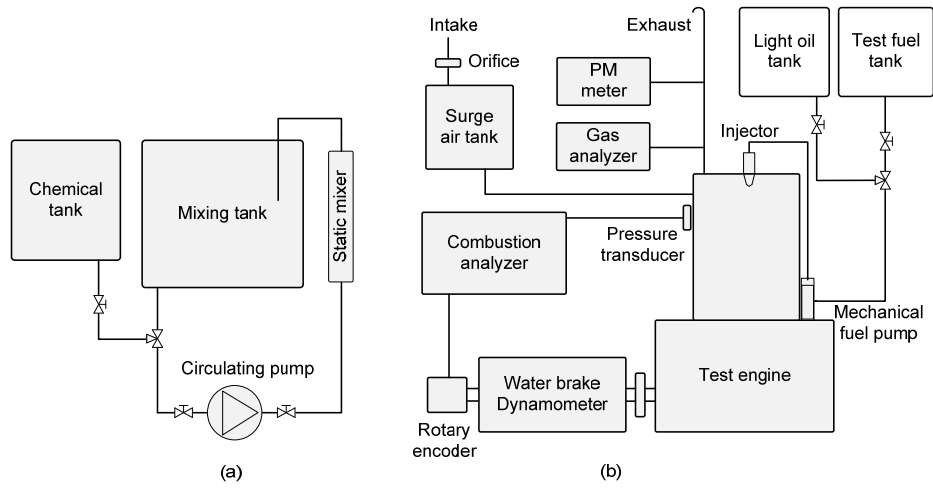 Chemical
tank
Mixing tank
Static mixer
Circulating pump
(a)
Intake
Orifice
Surge
air tank
Exhaust
PM
meter
Gas
analyzer
Light oil
tank
Test fuel
tank
Injector
Combustion
analyzer
Pressure
transducer
Mechanical
fuel pump
Test engine
Water brake
Dynamometer
Rotary
encoder
(b)